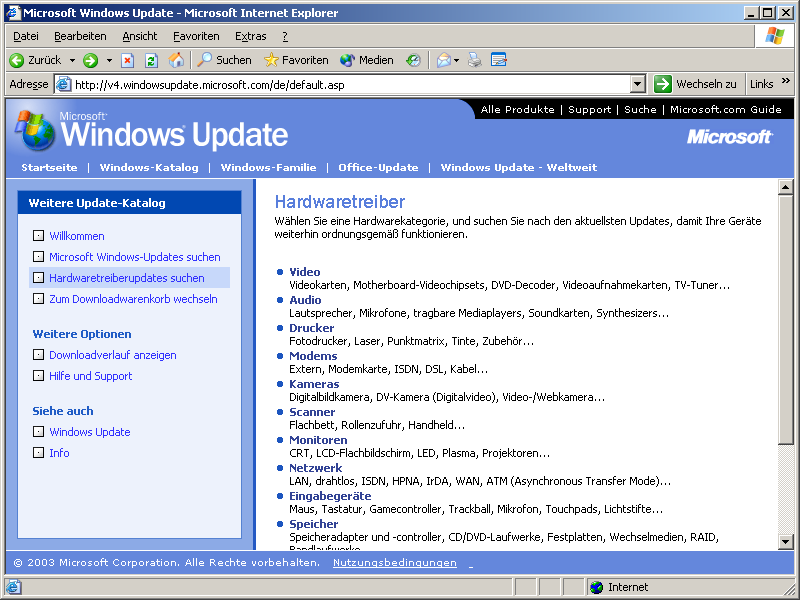 Microsoft Windows Update - Microsoft Internet Explorer
Datei Bearbeiten Ansicht Favoriten Extras ?
Zurück Suchen Favoriten Medien
Adresse http://v4.windowsupdate.microsoft.com/de/default.asp Wechseln zu Links »
Alle Produkte | Support | Suche | Microsoft.com Guide
Microsoft®
Windows Update
Microsoft
Startseite | Windows-Katalog | Windows-Familie | Office-Update | Windows Update - Weltweit
Weitere Update-Katalog
Willkommen
Microsoft Windows-Updates suchen
Hardwaretreiberupdates suchen
Zum Downloadwarenkorb wechseln
Weitere Optionen
Downloadverlauf anzeigen
Hilfe und Support
Siehe auch
Windows Update
Info
Hardwaretreiber
Wählen Sie eine Hardwarekategorie, und suchen Sie nach den aktuellsten Updates, damit Ihre Geräte
weiterhin ordnungsgemäß funktionieren.
Video
Videokarten, Motherboard-Videochipsets, DVD-Decoder, Videoaufnahmekarten, TV-Tuner...
Audio
Lautsprecher, Mikrofone, tragbare Mediaplayers, Soundkarten, Synthesizers...
Drucker
Fotodrucker, Laser, Punktmatrix, Tinte, Zubehör...
Modems
Extern, Modemkarte, ISDN, DSL, Kabel...
Kameras
Digitalbildkamera, DV-Kamera (Digitalvideo), Video-/Webkamera...
Scanner
Flachbett, Rollenzufuhr, Handheld...
Monitoren
CRT, LCD-Flachbildschirm, LED, Plasma, Projektoren...
Netzwerk
LAN, drahtlos, ISDN, HPNA, IrDA, WAN, ATM (Asynchronous Transfer Mode)...
Eingabegeräte
Maus, Tastatur, Gamecontroller, Trackball, Mikrofon, Touchpads, Lichtstifte...
Speicher
Speicheradapter und -controller, CD/DVD-Laufwerke, Festplatten, Wechselmedien, RAID,
Bandlaufwerke...
© 2003 Microsoft Corporation. Alle Rechte vorbehalten. Nutzungsbedingungen
Internet